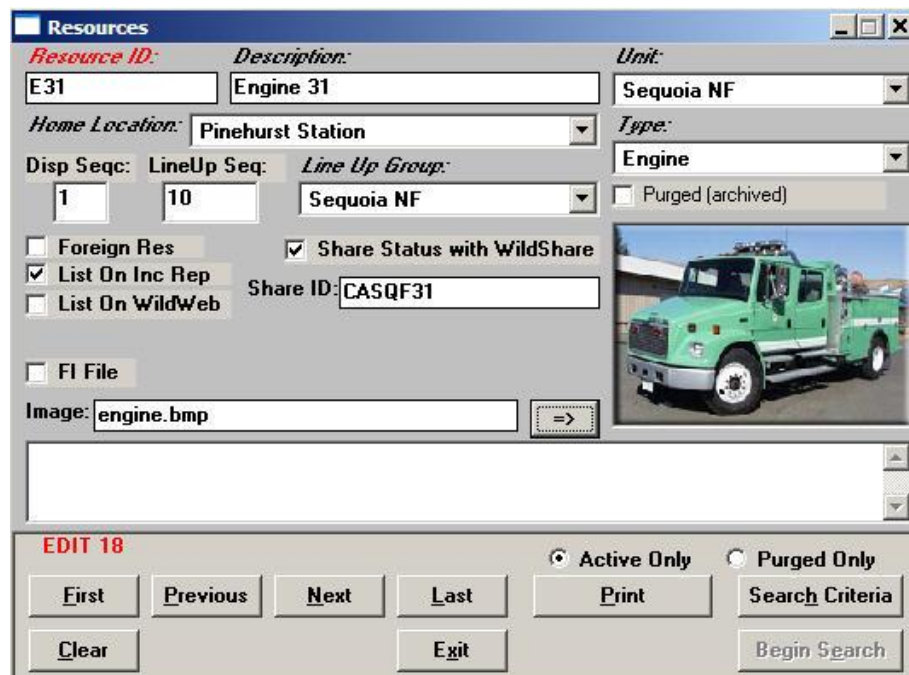 Resources
Resource ID: Description: Unit:
E31 Engine 31 Sequoia NF
Home Location: Pinehurst Station Type:
Disp Seqc: LineUp Seq: Line Up Group: Engine
1 10 Sequoia NF Purged (archived)
Foreign Res Share Status with WildShare
List On Inc Rep
Share ID: CASQF31
List On WildWeb
FI File
Image: engine.bmp =>
EDIT 18
Active Only Purged Only
First Previous Next Last Print Search Criteria
Clear Exit Begin Search